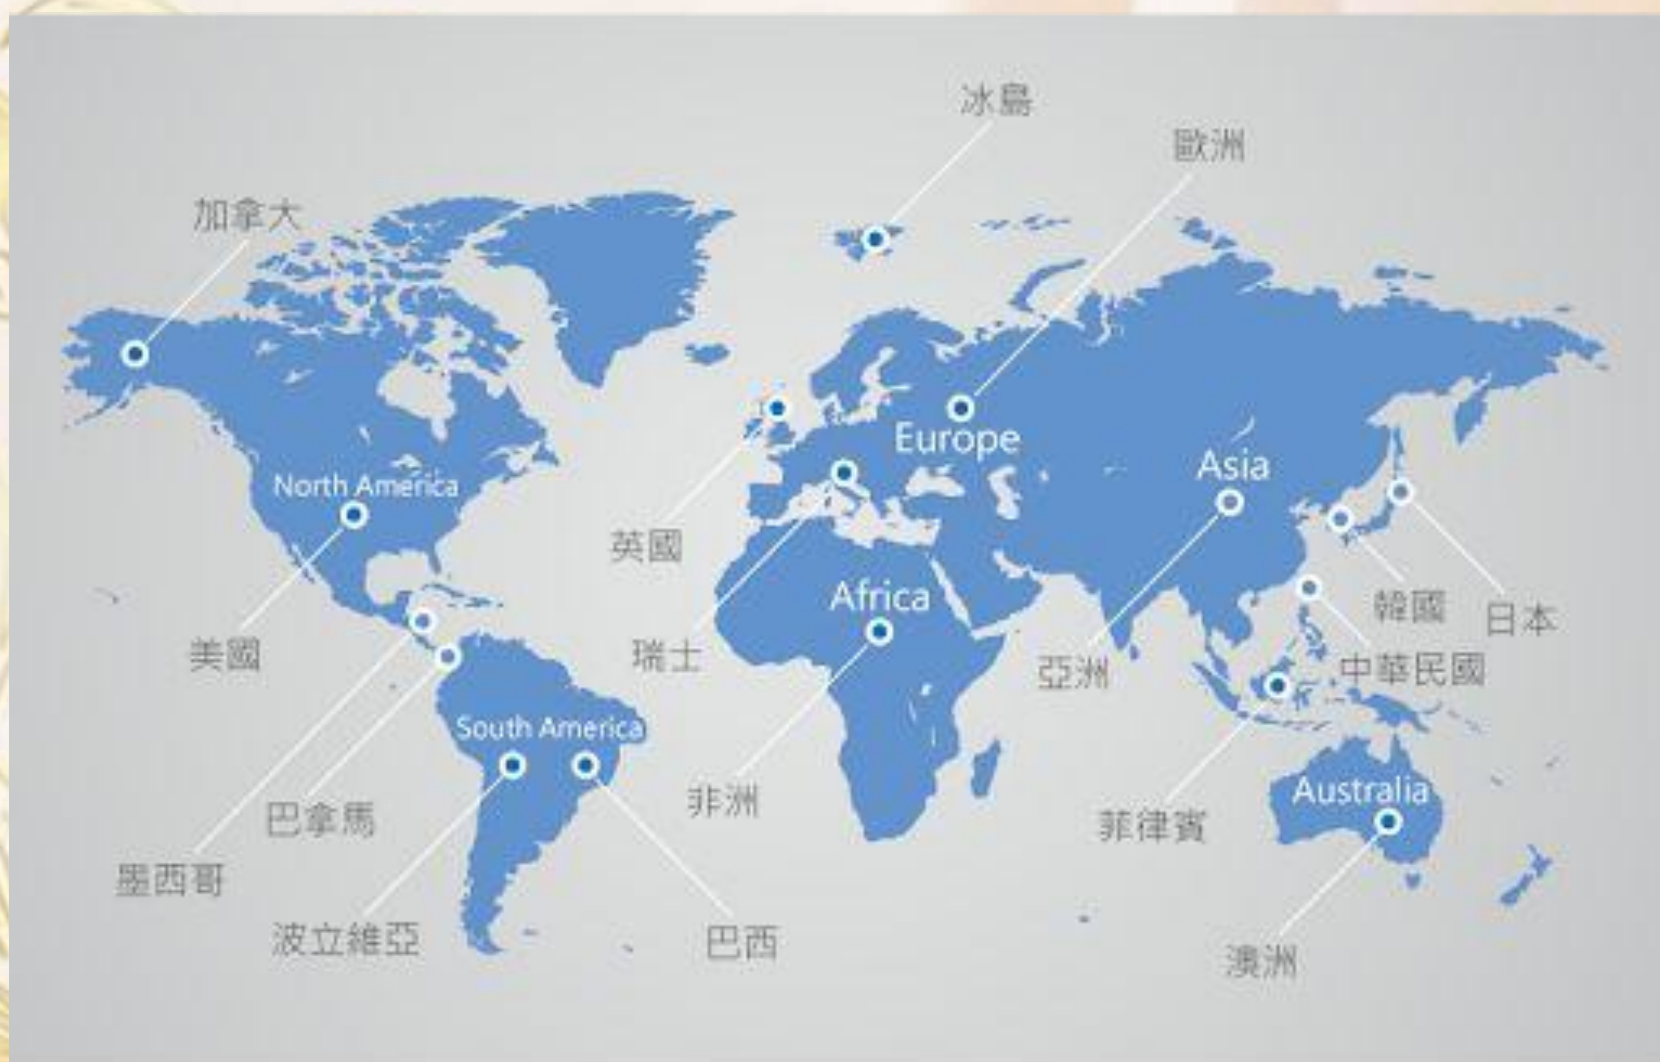 冰島
歐洲
加拿大
Europe
Asia
North America
英國
Africa
韓國
日本
美國
瑞士
亞洲
中華民國
South America
Australia
非洲
巴拿馬
菲律賓
墨西哥
波立維亞
巴西
澳洲